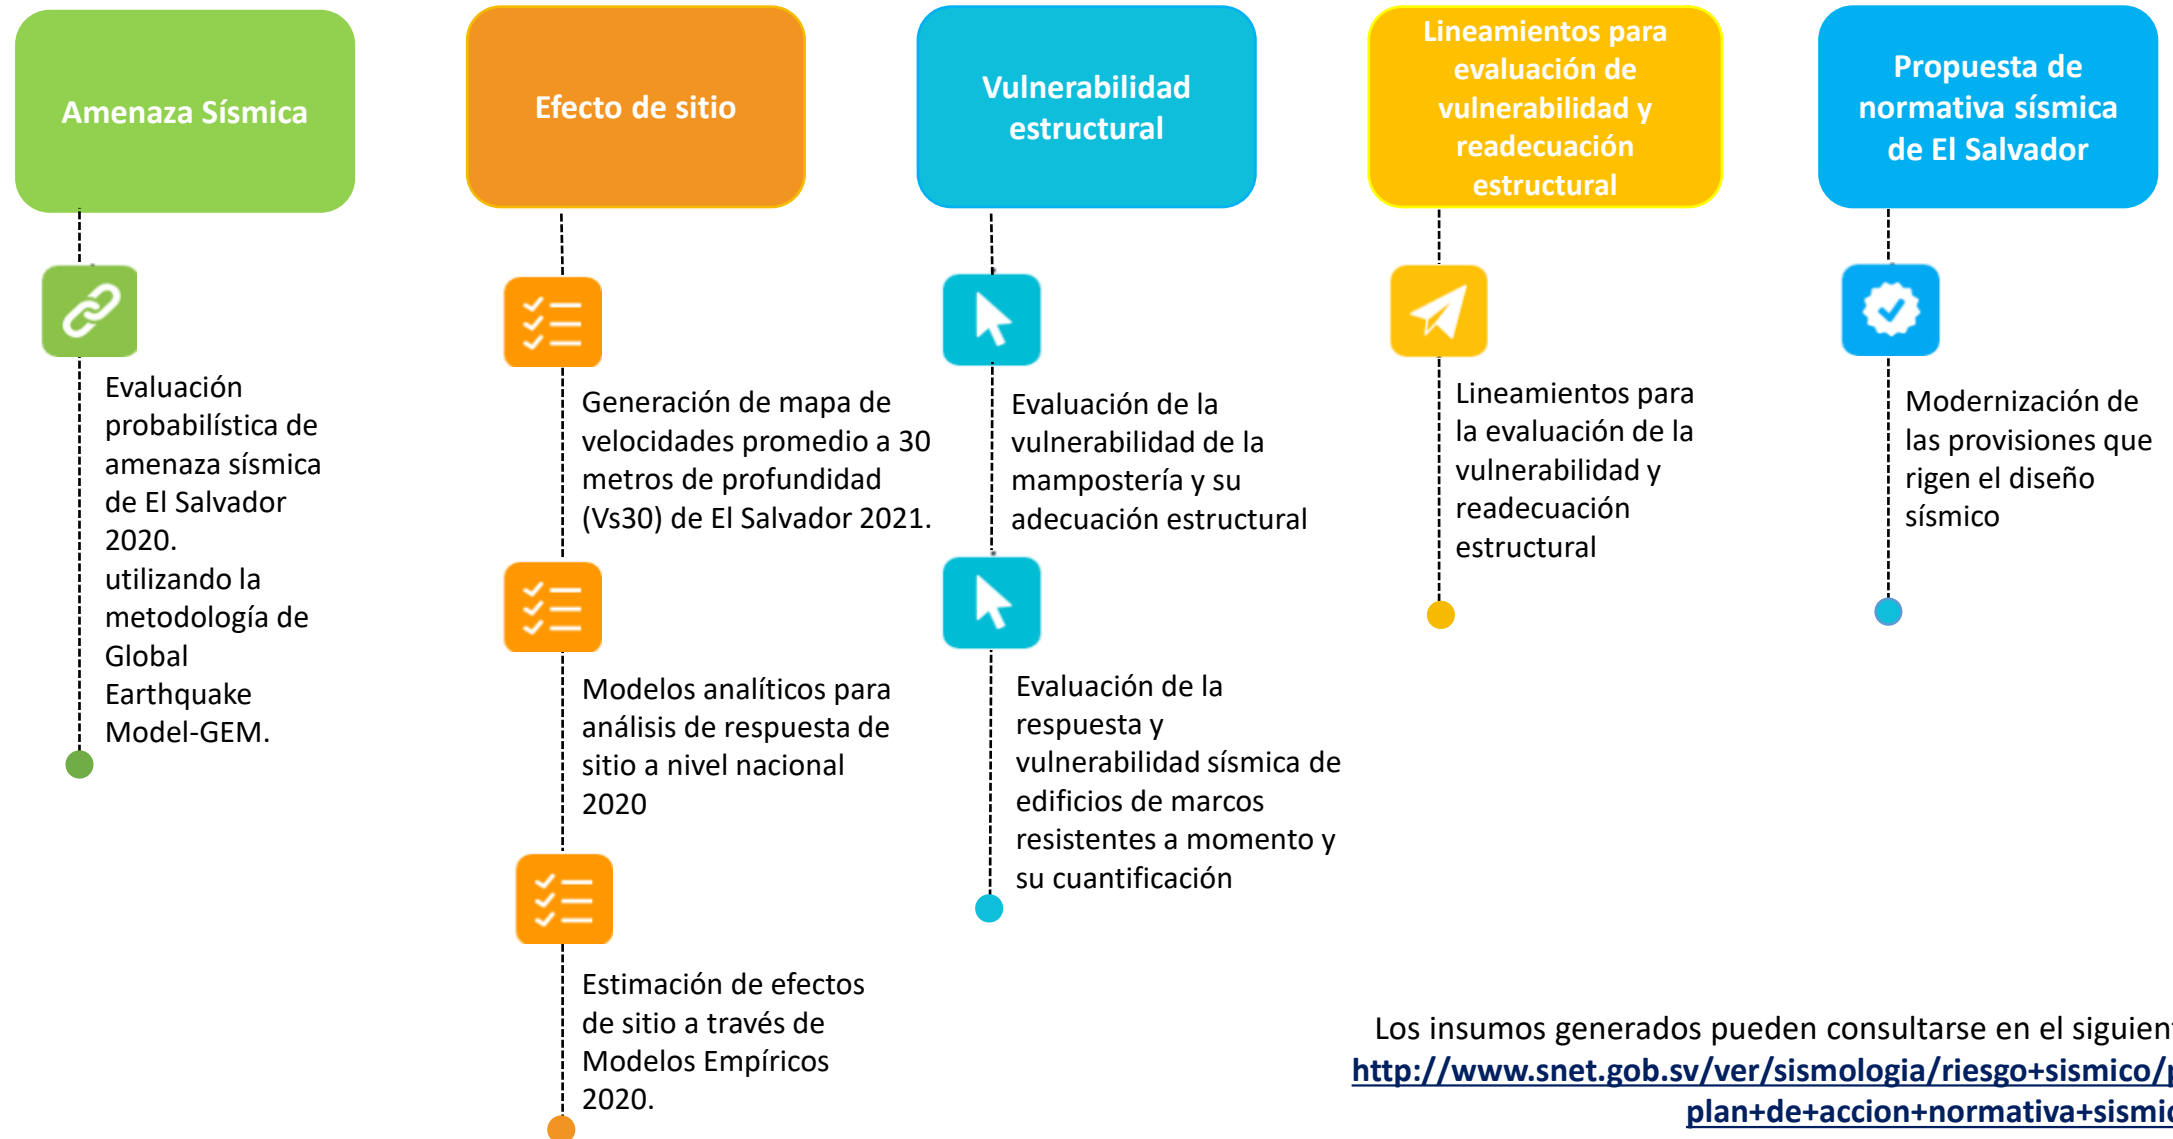 Amenaza Sísmica
Evaluación
probabilística de
amenaza sísmica
de El Salvador
2020.
utilizando la
metodología de
Global
Earthquake
Model-GEM.
Efecto de sitio
Generación de mapa de
velocidades promedio a 30
metros de profundidad
(Vs30) de El Salvador 2021.
Modelos analíticos para
análisis de respuesta de
sitio a nivel nacional
2020
Estimación de efectos
de sitio a través de
Modelos Empíricos
2020.
Vulnerabilidad
estructural
Evaluación de la
vulnerabilidad de la
mampostería y su
adecuación estructural
Evaluación de la
respuesta y
vulnerabilidad sísmica de
edificios de marcos
resistentes a momento y
su cuantificación
Lineamientos para
evaluación de
vulnerabilidad y
readecuación
estructural
Lineamientos para
la evaluación de la
vulnerabilidad y
readecuación
estructural
Propuesta de
normativa sísmica
de El Salvador
Modernización de
las provisiones que
rigen el diseño
sísmico
Los insumos generados pueden consultarse en el
http://www.snet.gob.sv/ver/sismologia/riesgo+sismico/
plan+de+accion+normativa+